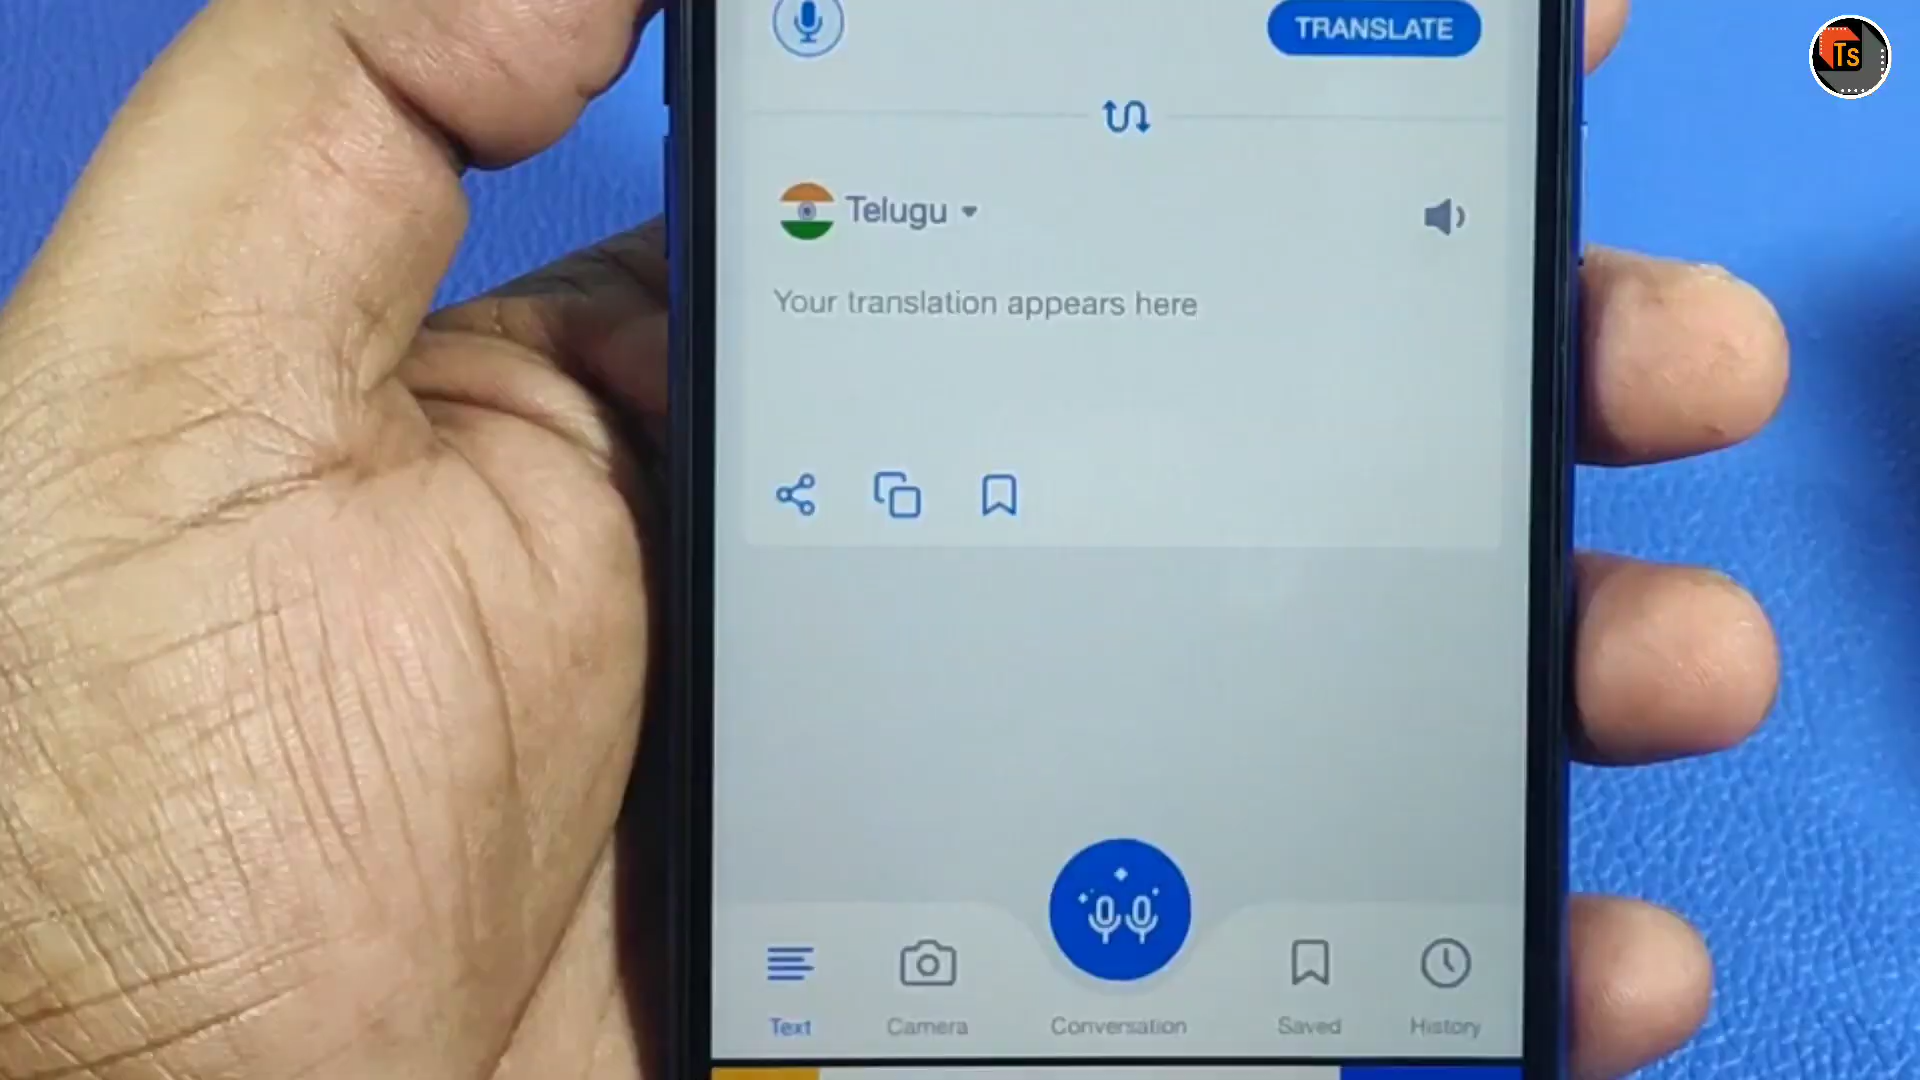 TRANSLATE
Ts
Telugu
Your translation appears here
Text
Camera
Conversation
Saved
History